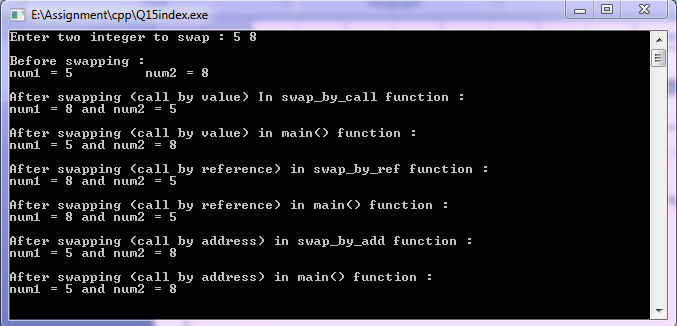 E:\Assignment\cpp\Q15index.exe
Enter two integer to swap : 5 8
Before swapping :
num1 = 5 num2 = 8
After swapping (call by value) In swap_by_call function :
num1 = 8 and num2 = 5
After swapping (call by value) in main() function :
num1 = 5 and num2 = 8
After swapping (call by reference) in swap_by_ref function :
num1 = 8 and num2 = 5
After swapping (call by reference) in main() function :
num1 = 8 and num2 = 5
After swapping (call by address) in swap_by_add function :
num1 = 5 and num2 = 8
After swapping (call by address) in main() function :
num1 = 5 and num2 = 8